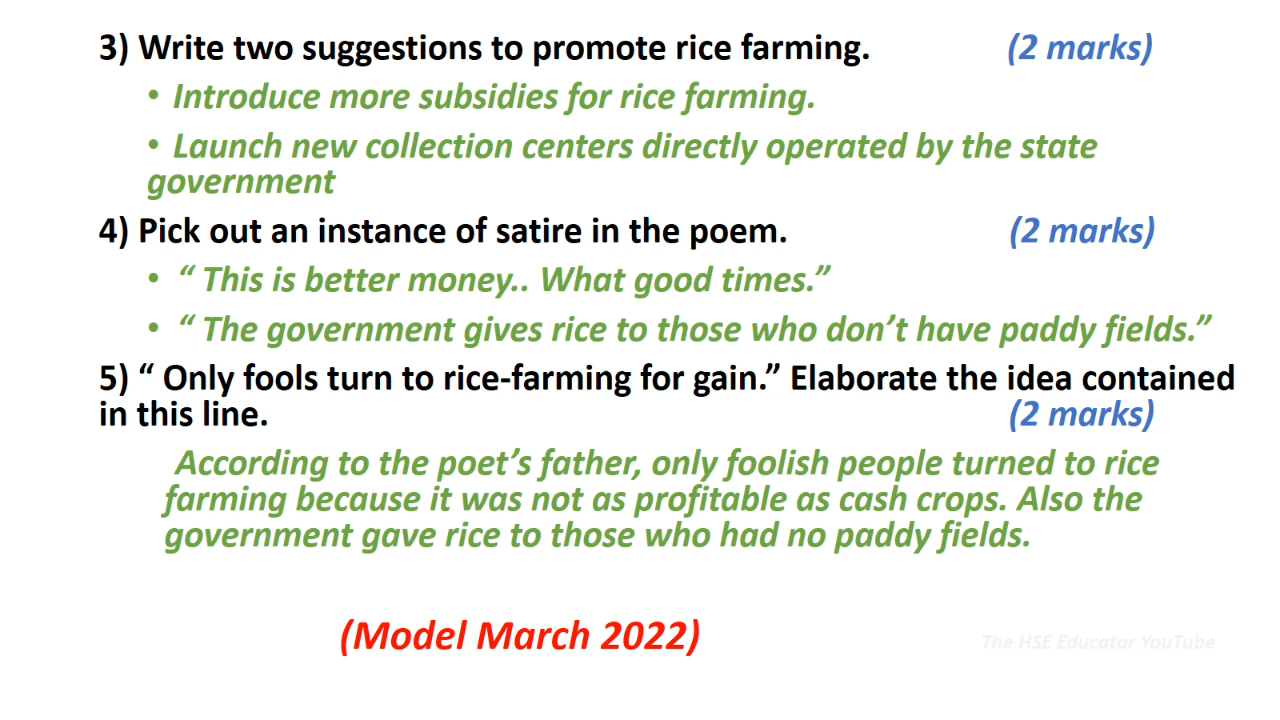 3) Write two suggestions to promote rice farming. (2 marks)
• Introduce more subsidies for rice farming.
• Launch new collection centers directly operated by the state
government
4) Pick out an instance of satire in the poem. (2 marks)
• “ This is better money.. What good times.”
• “ The government gives rice to those who don’t have paddy fields.”
5) “ Only fools turn to rice-farming for gain.” Elaborate the idea contained
in this line. (2 marks)
According to the poet’s father, only foolish people turned to rice
farming because it was not as profitable as cash crops. Also the
government gave rice to those who had no paddy fields.
(Model March 2022)
The HSE Educator YouTube